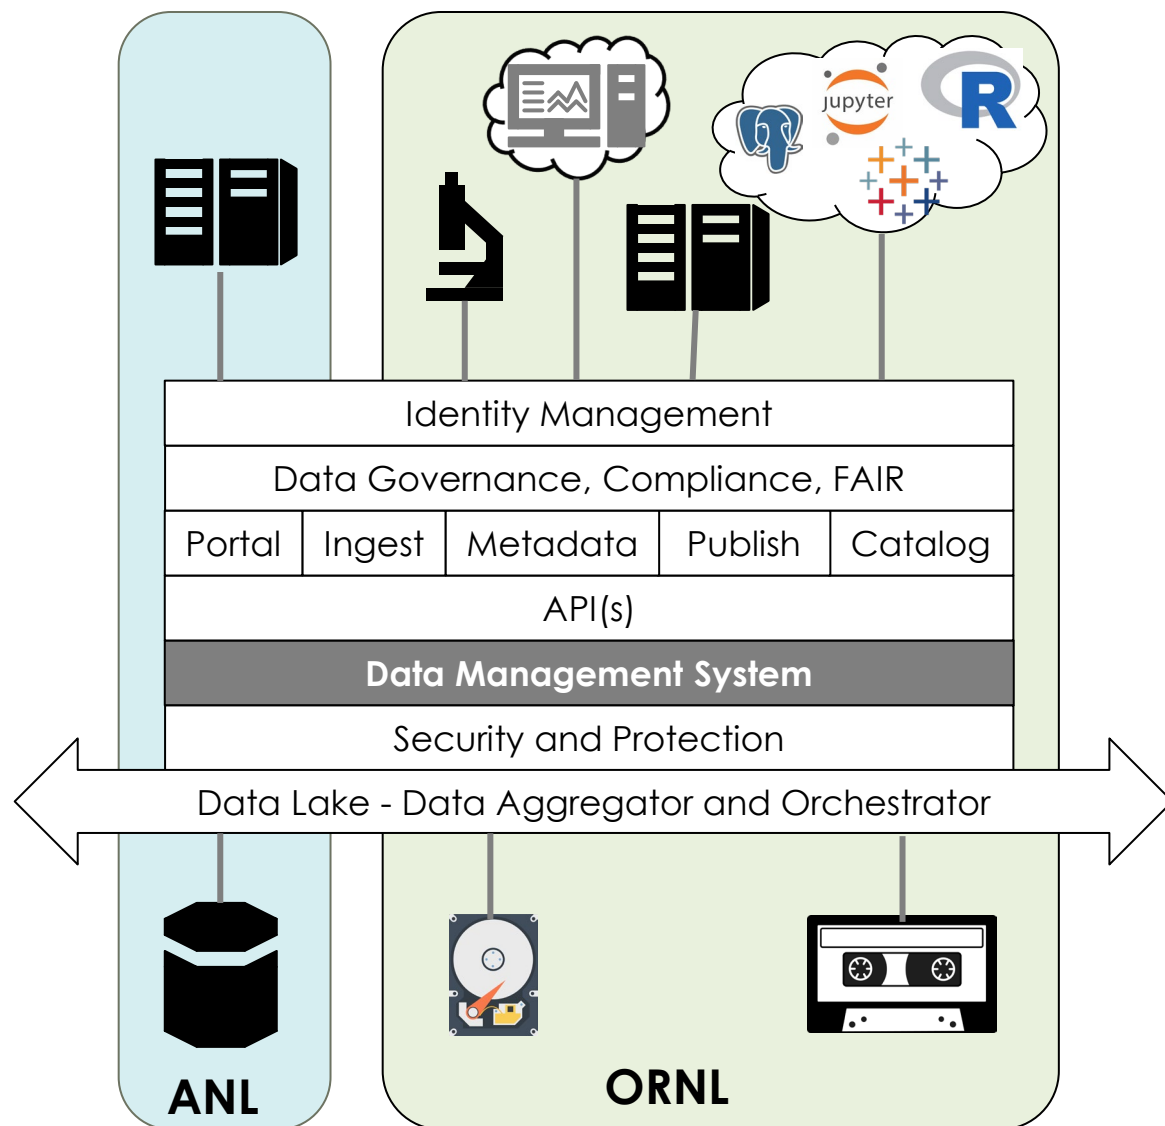 Jupyter
R
Identity Management
Data Governance, Compliance, FAIR
Portal
Ingest
Metadata
Publish
Catalog
API(s)
Data Management System
Security and Protection
Data Lake - Data Aggregator and Orchestrator
ANL
ORNL